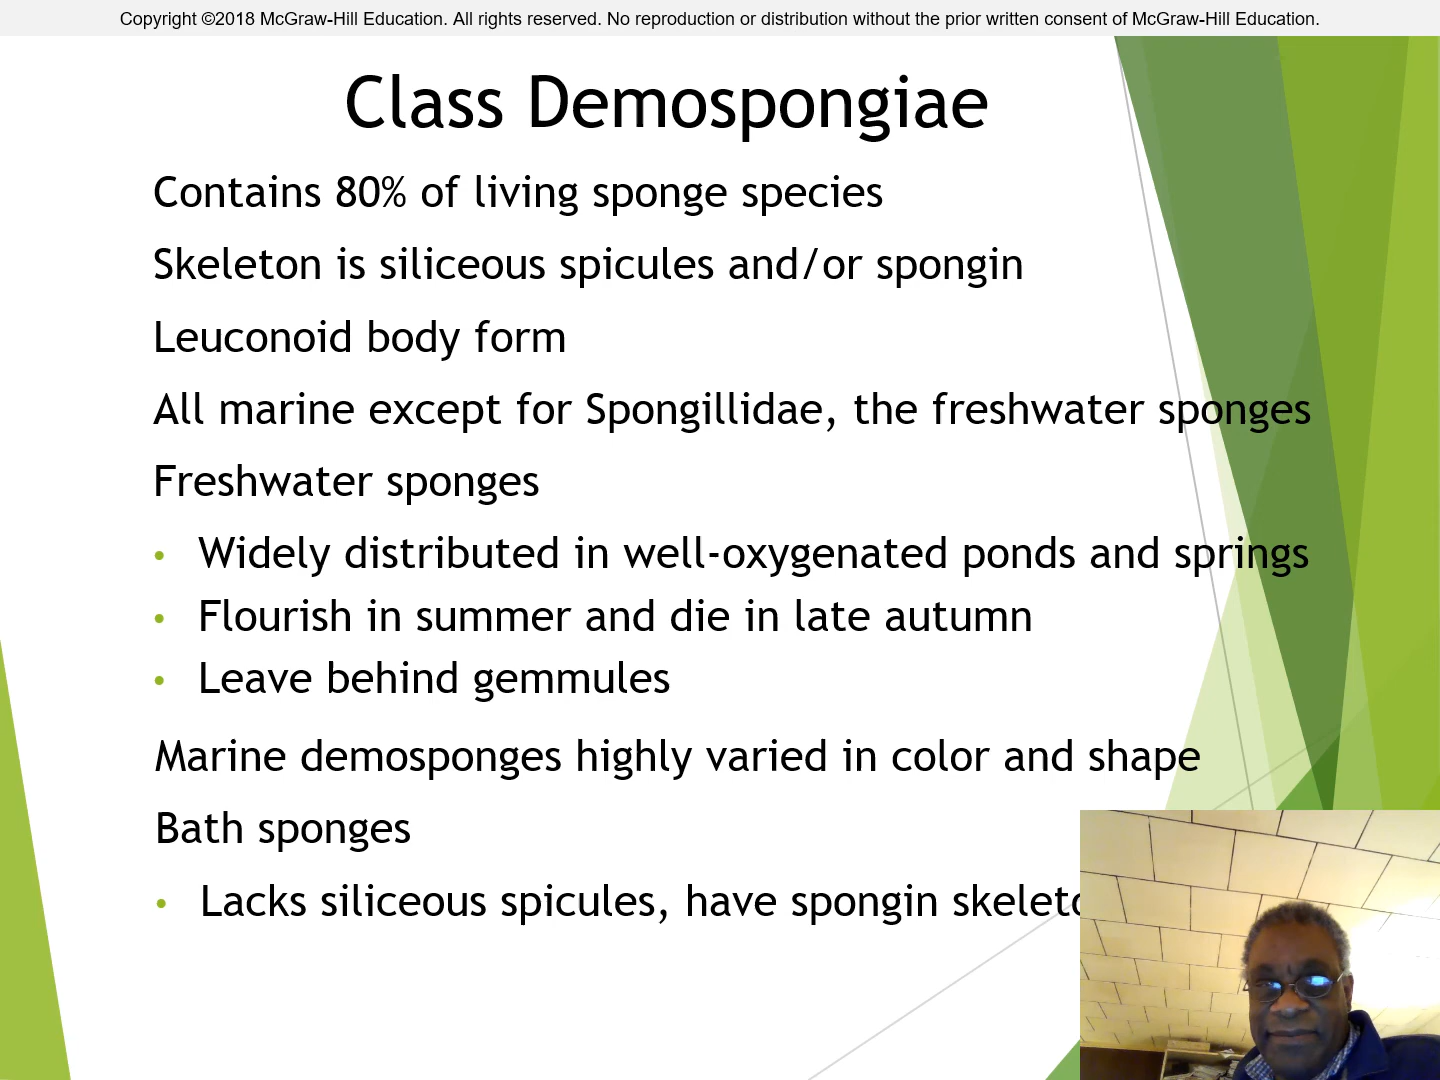 Copyright ©2018 McGraw-Hill Education. All rights reserved. No reproduction or distribution without the prior written consent of McGraw-Hill Education.
Class Demospongiae
Contains 80% of living sponge species
Skeleton is siliceous spicules and/or spongin
Leuconoid body form
All marine except for Spongillidae, the freshwater sponges
Freshwater sponges
• Widely distributed in well-oxygenated ponds and springs
• Flourish in summer and die in late autumn
• Leave behind gemmules
Marine demosponges highly varied in color and shape
Bath sponges
• Lacks siliceous spicules, have spongin